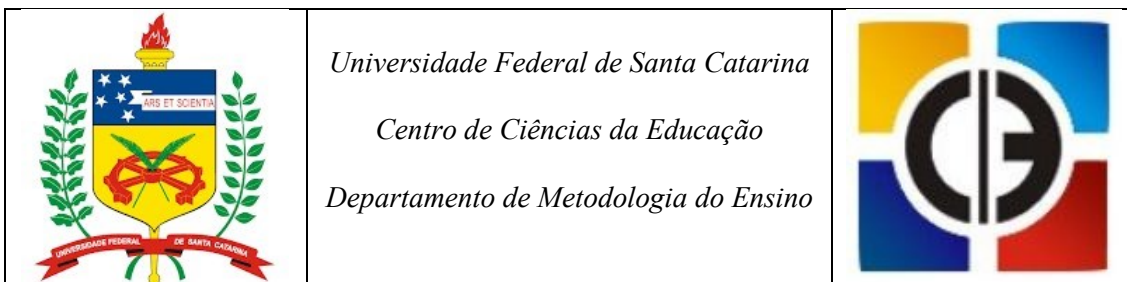 ARS ET SCIENTIA
UNIVERSIDADE FEDERAL DE SANTA CATARINA
Universidade Federal de Santa Catarina
Centro de Ciências da Educação
Departamento de Metodologia do Ensino